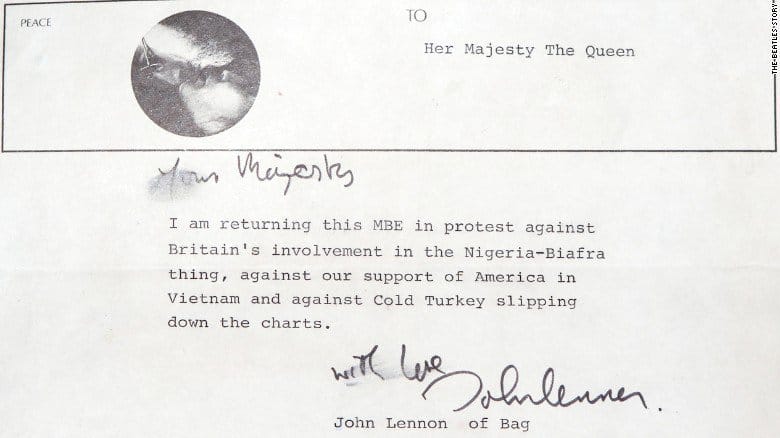 PEACE
TO
Her Majesty The Queen
Your Majesty
I am returning this MBE in protest against
Britain's involvement in the Nigeria-Biafra
thing, against our support of America in
Vietnam and against Cold Turkey slipping
down the charts.
with love
John Lennon.
John Lennon of Bag
THE-BEATLES-STORY